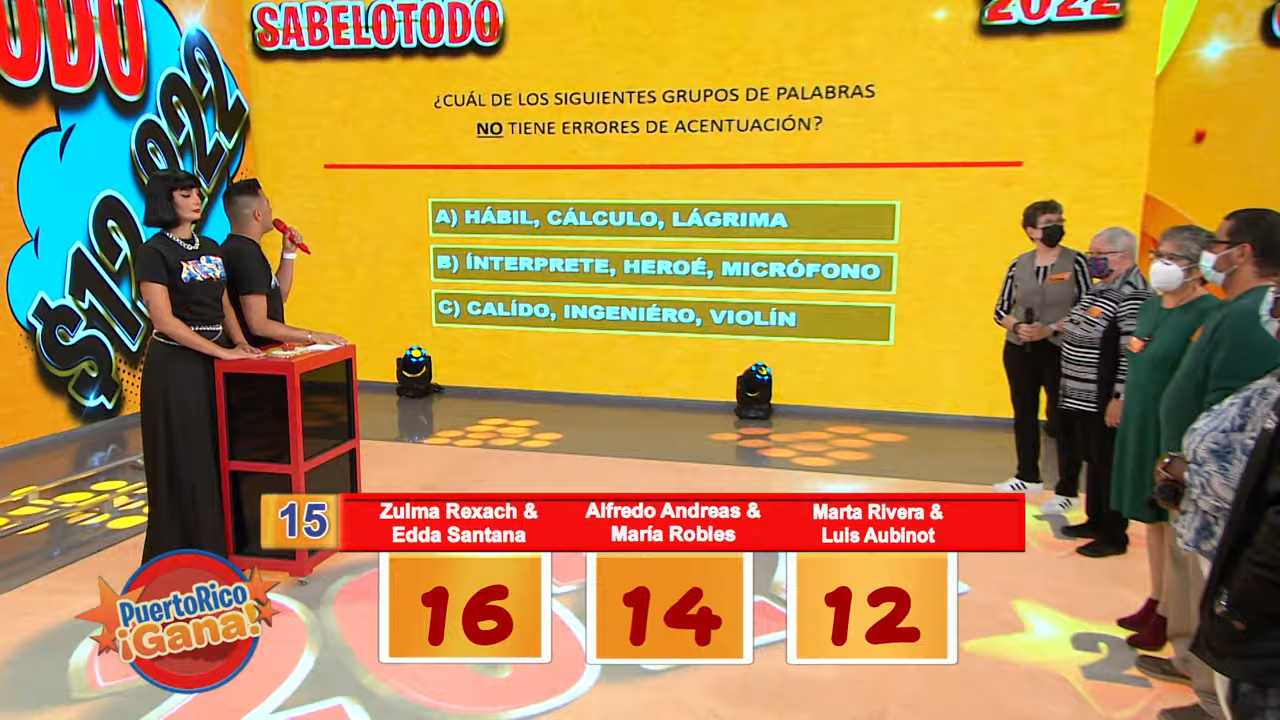 ODO
$12,022
SABELOTODO
2022
¿CUÁL DE LOS SIGUIENTES GRUPOS DE PALABRAS
NO TIENE ERRORES DE ACENTUACIÓN?
A) HÁBIL, CÁLCULO, LÁGRIMA
B) ÍNTERPRETE, HEROÉ, MICRÓFONO
C) CALÍDO, INGENIÉRO, VIOLÍN
15
Zulma Rexach &
Edda Santana
Alfredo Andreas &
María Robles
Marta Rivera &
Luis Aubinot
16
14
12
PuertoRico
¡Gana!
2